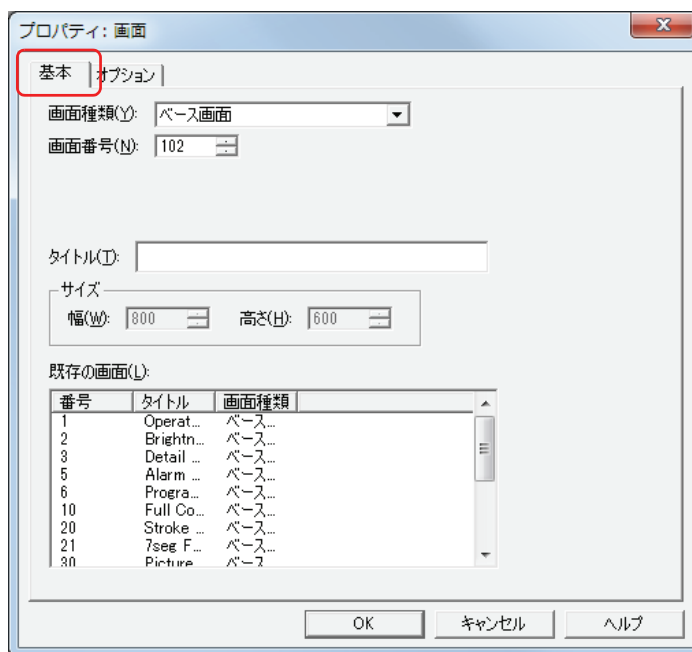 プロパティ: 画面
基本 オプション
画面種類(Y): ベース画面
画面番号(N): 102
タイトル(T):
サイズ
幅(W): 800 高さ(H): 600
既存の画面(L):
番号 タイトル 画面種類
1 Operat... ベース...
2 Brightn... ベース...
3 Detail ... ベース...
5 Alarm ... ベース...
6 Progra... ベース...
10 Full Co... ベース...
20 Stroke ... ベース...
21 7seg F... ベース...
30 Picture ベース
OK キャンセル ヘルプ